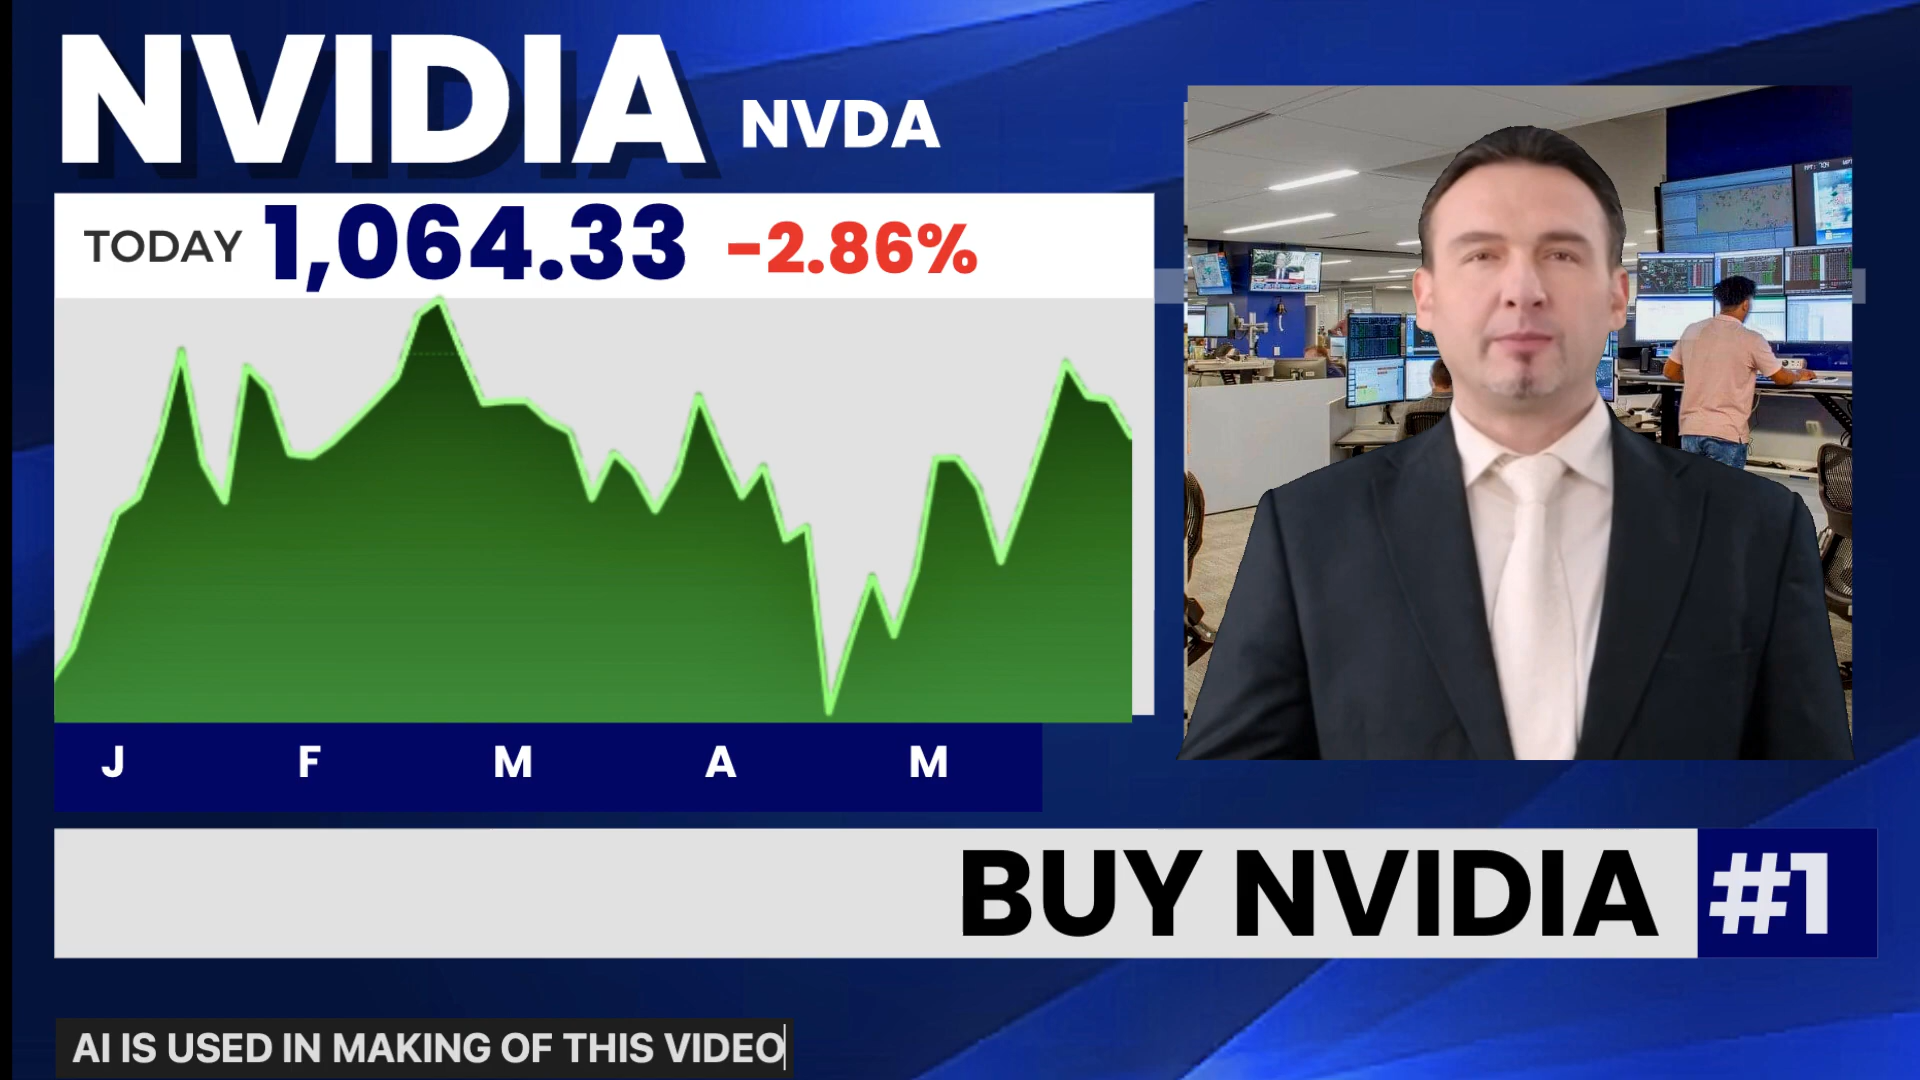 NVIDIA NVDA
TODAY 1,064.33 -2.86%
J F M A M
BUY NVIDIA #1
AI IS USED IN MAKING OF THIS VIDEO